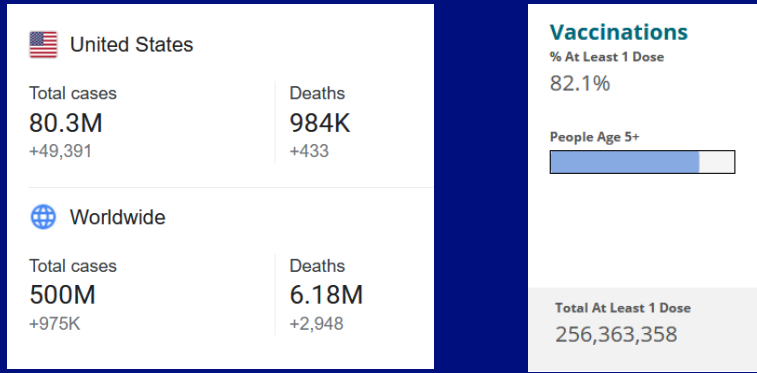 United States
Total cases
80.3M
+49,391
Deaths
984K
+433
Worldwide
Total cases
500M
+975K
Deaths
6.18M
+2,948
Vaccinations
% At Least 1 Dose
82.1%
People Age 5+
Total At Least 1 Dose
256,363,358